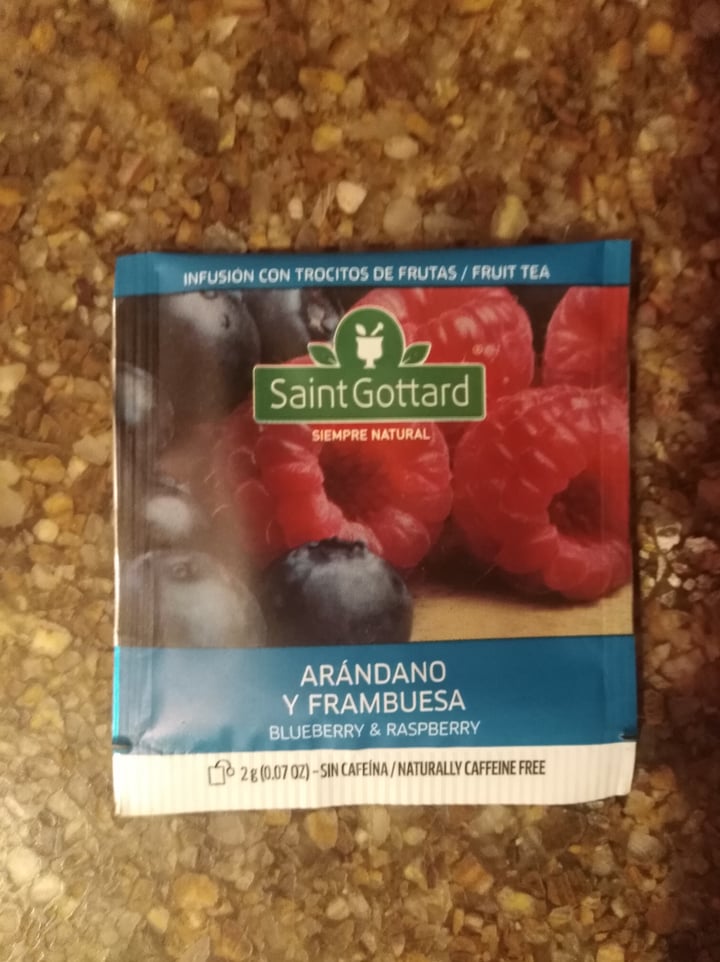 INFUSIÓN CON TROCITOS DE FRUTAS / FRUIT TEA
Saint Gottard
SIEMPRE NATURAL
ARÁNDANO
Y FRAMBUESA
BLUEBERRY & RASPBERRY
2 g (0.07 OZ) – SIN CAFEÍNA / NATURALLY CAFFEINE FREE